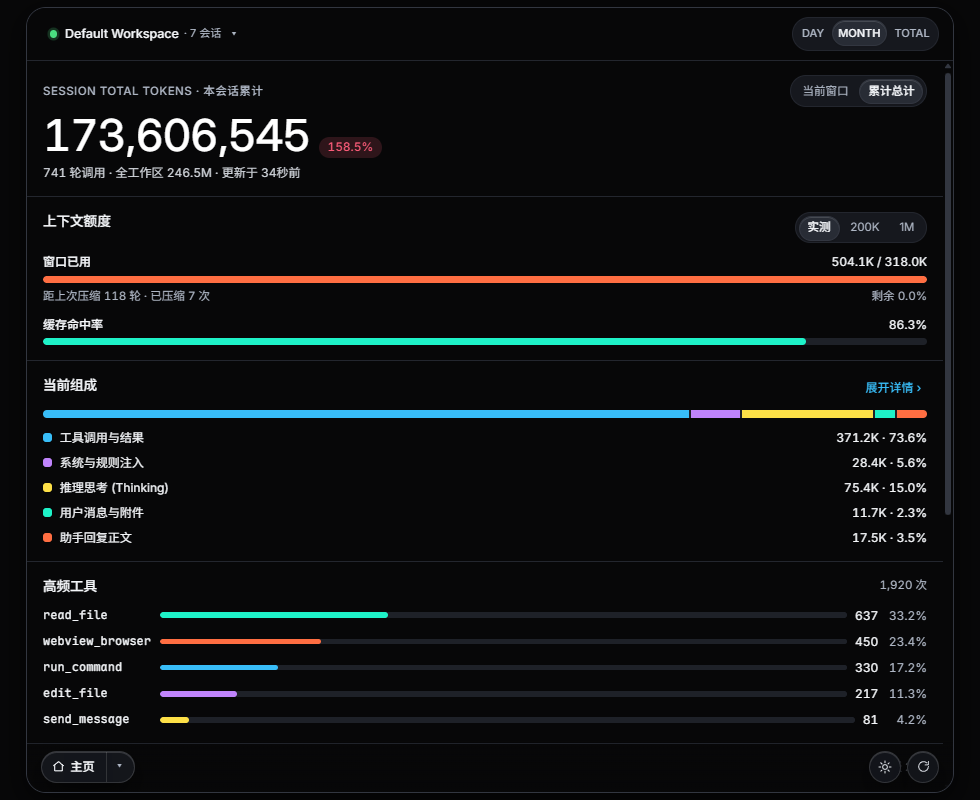 Default Workspace · 7 会话 ▾
DAY MONTH TOTAL
SESSION TOTAL TOKENS · 本会话累计
当前窗口 累计总计
173,606,545 158.5%
741 轮调用 · 全工作区 246.5M · 更新于 34秒前
上下文额度
实测 200K 1M
窗口已用 504.1K / 318.0K
距上次压缩 118 轮 · 已压缩 7 次 剩余 0.0%
缓存命中率 86.3%
当前组成 展开详情 ›
工具调用与结果 371.2K · 73.6%
系统与规则注入 28.4K · 5.6%
推理思考 (Thinking) 75.4K · 15.0%
用户消息与附件 11.7K · 2.3%
助手回复正文 17.5K · 3.5%
高频工具 1,920 次
read_file 637 33.2%
webview_browser 450 23.4%
run_command 330 17.2%
edit_file 217 11.3%
send_message 81 4.2%
主页 ▾